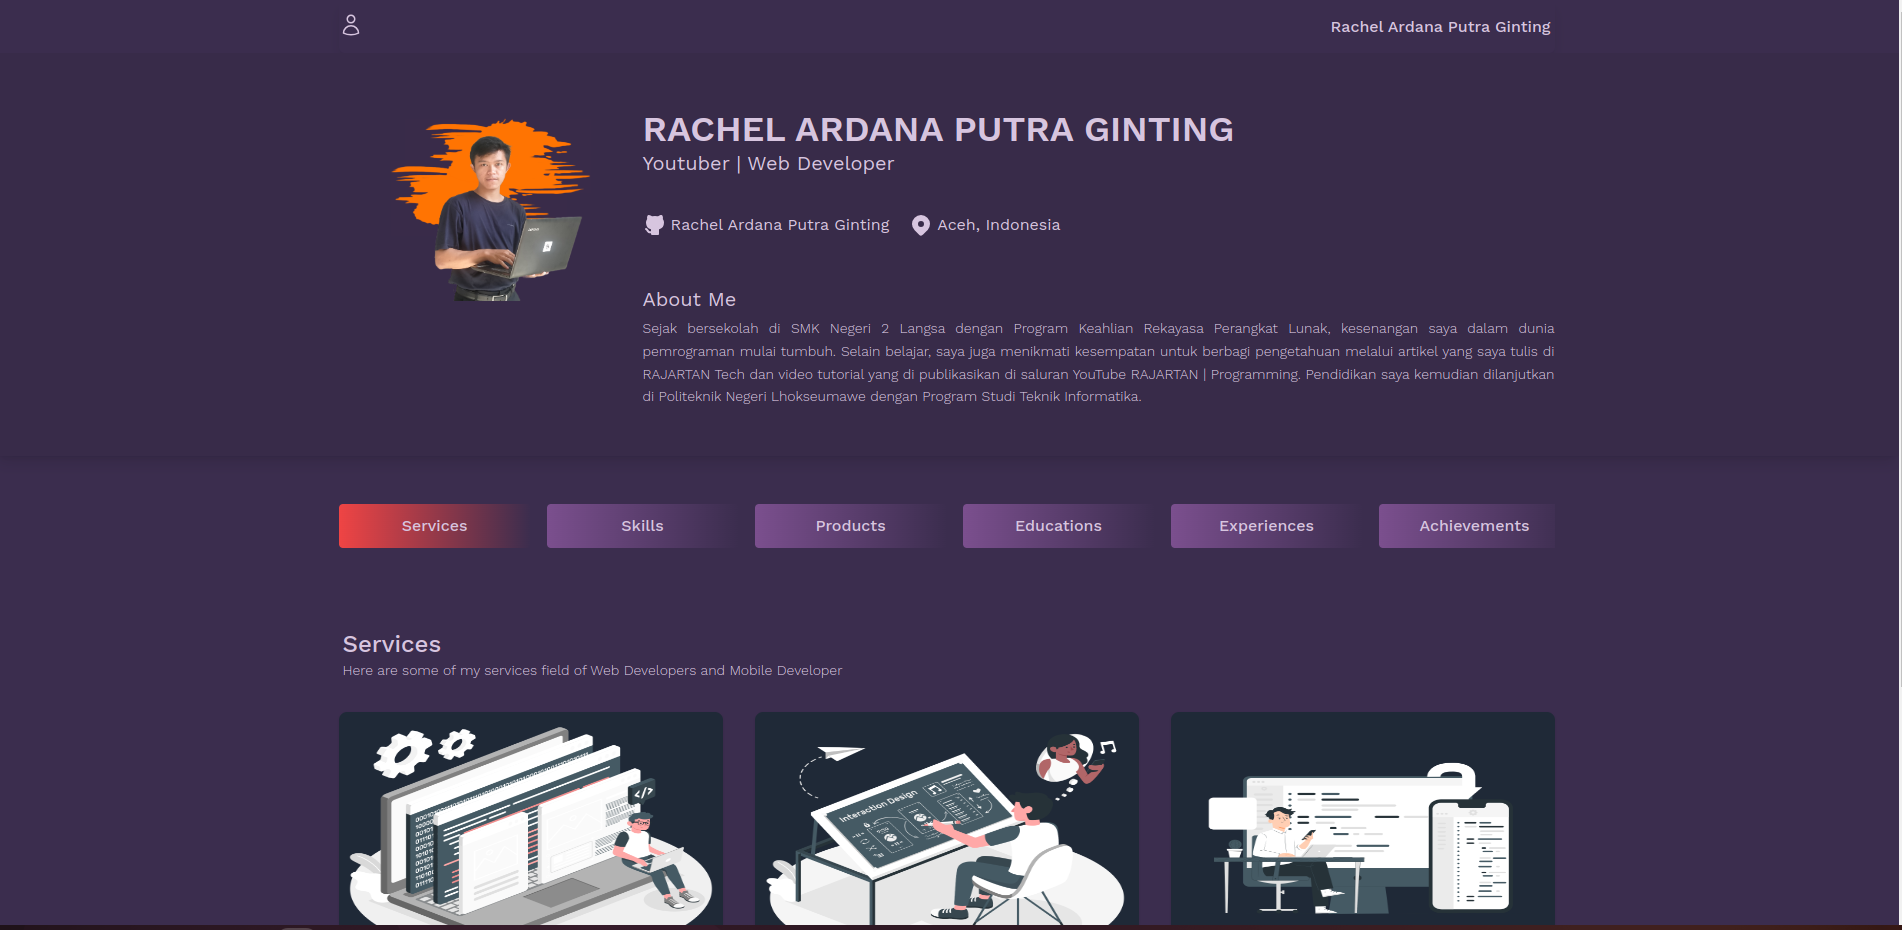 Rachel Ardana Putra Ginting
RACHEL ARDANA PUTRA GINTING
Youtuber | Web Developer
Rachel Ardana Putra Ginting
Aceh, Indonesia
About Me
Sejak bersekolah di SMK Negeri 2 Langsa dengan Program Keahlian Rekayasa Perangkat Lunak, kesenangan saya dalam dunia
pemrograman mulai tumbuh. Selain belajar, saya juga menikmati kesempatan untuk berbagi pengetahuan melalui artikel yang saya tulis di
RAJARTAN Tech dan video tutorial yang di publikasikan di saluran YouTube RAJARTAN | Programming. Pendidikan saya kemudian dilanjutkan
di Politeknik Negeri Lhokseumawe dengan Program Studi Teknik Informatika.
Services
Skills
Products
Educations
Experiences
Achievements
Services
Here are some of my services field of Web Developers and Mobile Developer
</>
Interaction Design